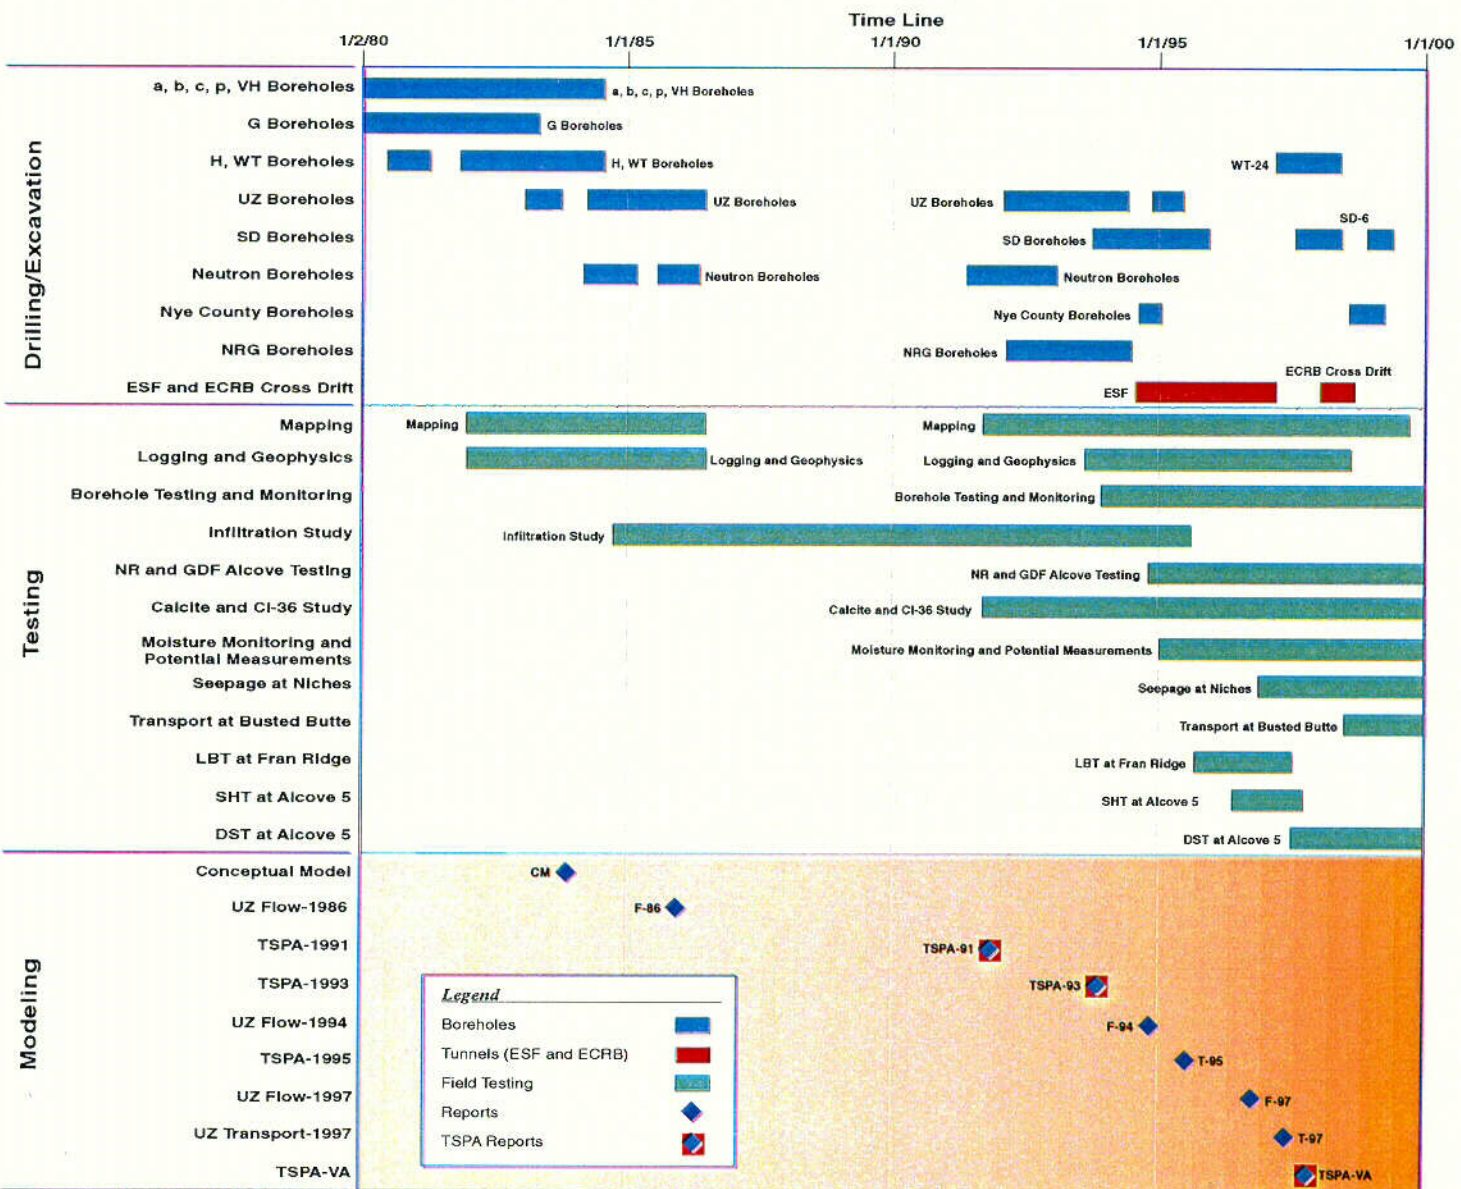 Time Line
1/2/80 1/1/85 1/1/90 1/1/95 1/1/00
Drilling/Excavation
a, b, c, p, VH Boreholes a, b, c, p, VH Boreholes
G Boreholes G Boreholes
H, WT Boreholes H, WT Boreholes WT-24
UZ Boreholes UZ Boreholes UZ Boreholes
SD-6
SD Boreholes SD Boreholes
Neutron Boreholes Neutron Boreholes Neutron Boreholes
Nye County Boreholes Nye County Boreholes
NRG Boreholes NRG Boreholes
ECRB Cross Drift
ESF and ECRB Cross Drift ESF
Testing
Mapping Mapping Mapping
Logging and Geophysics Logging and Geophysics Logging and Geophysics
Borehole Testing and Monitoring Borehole Testing and Monitoring
Infiltration Study Infiltration Study
NR and GDF Alcove Testing NR and GDF Alcove Testing
Calcite and Cl-36 Study Calcite and Cl-36 Study
Moisture Monitoring and
Potential Measurements Moisture Monitoring and Potential Measurements
Seepage at Niches Seepage at Niches
Transport at Busted Butte Transport at Busted Butte
LBT at Fran Ridge LBT at Fran Ridge
SHT at Alcove 5 SHT at Alcove 5
DST at Alcove 5 DST at Alcove 5
Modeling
Conceptual Model CM
UZ Flow-1986 F-86
TSPA-1991 TSPA-91
TSPA-1993 TSPA-93
UZ Flow-1994 F-94
TSPA-1995 T-95
UZ Flow-1997 F-97
UZ Transport-1997 T-97
TSPA-VA TSPA-VA
Legend
Boreholes
Tunnels (ESF and ECRB)
Field Testing
Reports
TSPA Reports